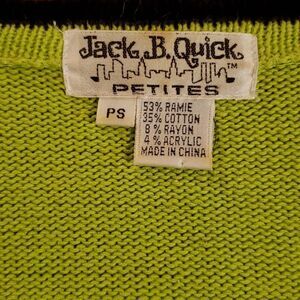 Jack B. Quick
TM
PETITES
PS
53% RAMIE
35% COTTON
8% RAYON
4% ACRYLIC
MADE IN CHINA